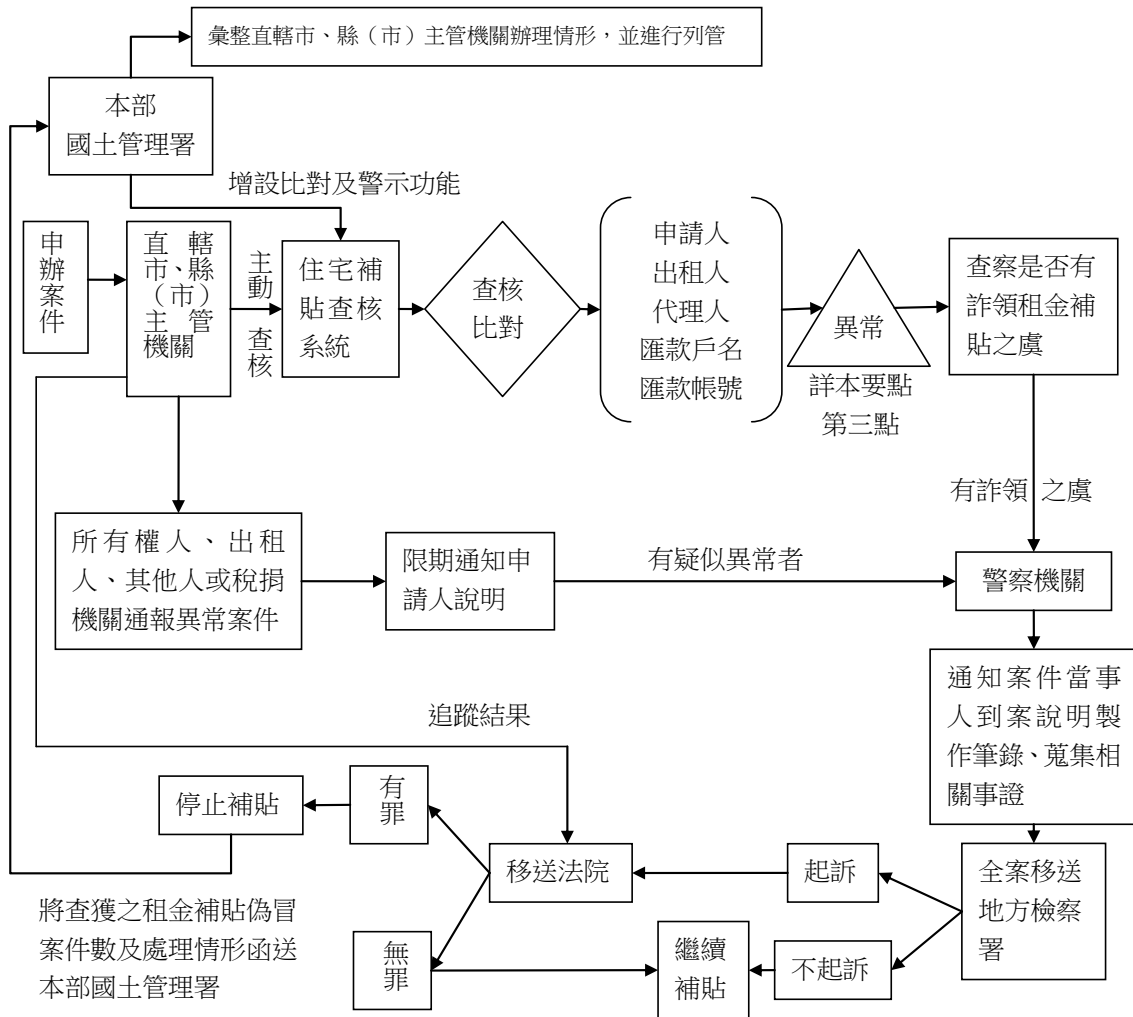 彙整直轄市、縣（市）主管機關辦理情形，並進行列管
本部
國土管理署
增設比對及警示功能
申
辦
案
件
直轄
市、縣
（市）
主管
機關
主動
查核
住宅補
貼查核
系統
查核
比對
申請人
出租人
代理人
匯款戶名
匯款帳號
異常
詳本要點
第三點
查察是否有
詐領租金補
貼之虞
有詐領之虞
所有權人、出租
人、其他人或稅捐
機關通報異常案件
限期通知申
請人說明
有疑似異常者
警察機關
通知案件當事
人到案說明製
作筆錄、蒐集相
關事證
追蹤結果
停止補貼
有
罪
移送法院
起訴
全案移送
地方檢察
署
將查獲之租金補貼偽冒
案件數及處理情形函送
本部國土管理署
無
罪
繼續
補貼
不起訴